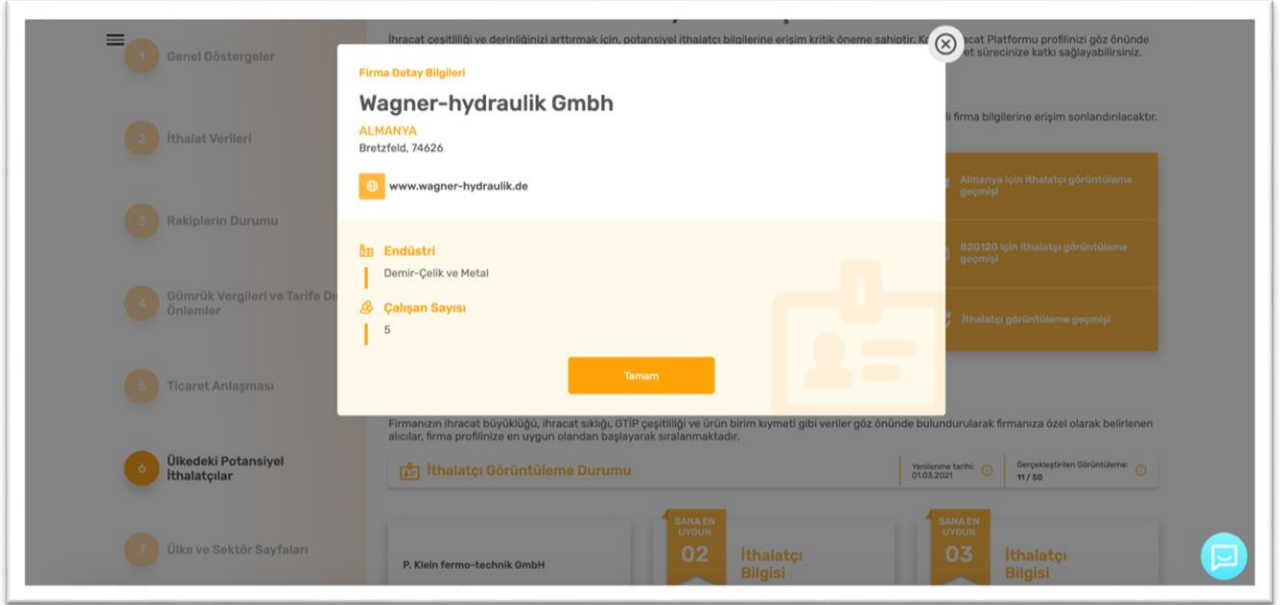 İhracat çeşitliliği ve derinliğinizi arttırmak için, potansiyel ithalatçı bilgilerine erişim kritik öneme sahiptir. acat Platformu profilinizi göz önünde
et sürecinize katkı sağlayabilirsiniz.
1 Genel Göstergeler
2 İthalat Verileri
3 Rakiplerin Durumu
4 Gümrük Vergileri ve Tarife Dı
Önlemler
5 Ticaret Anlaşması
6 Ülkedeki Potansiyel
İthalatçılar
7 Ülke ve Sektör Sayfaları
Firma Detay Bilgileri
Wagner-hydraulik Gmbh
ALMANYA
Bretzfeld, 74626
www.wagner-hydraulik.de
Endüstri
Demir-Çelik ve Metal
Çalışan Sayısı
5
Tamam
li firma bilgilerine erişim sonlandırılacaktır.
Almanya için ithalatçı görüntüleme
geçmişi
820120 için ithalatçı görüntüleme
geçmişi
İthalatçı görüntüleme geçmişi
Firmanızın ihracat büyüklüğü, ihracat sıklığı, GTİP çeşitliliği ve ürün birim kıymeti gibi veriler göz önünde bulundurularak firmanıza özel olarak belirlenen
alıcılar, firma profilinize en uygun olandan başlayarak sıralanmaktadır.
İthalatçı Görüntüleme Durumu
Yenilenme tarihi:
01.03.2021
Gerçekleştirilen Görüntüleme:
11 / 50
P. Klein fermo-technik GmbH
SANA EN
UYGUN
02
İthalatçı
Bilgisi
SANA EN
UYGUN
03
İthalatçı
Bilgisi